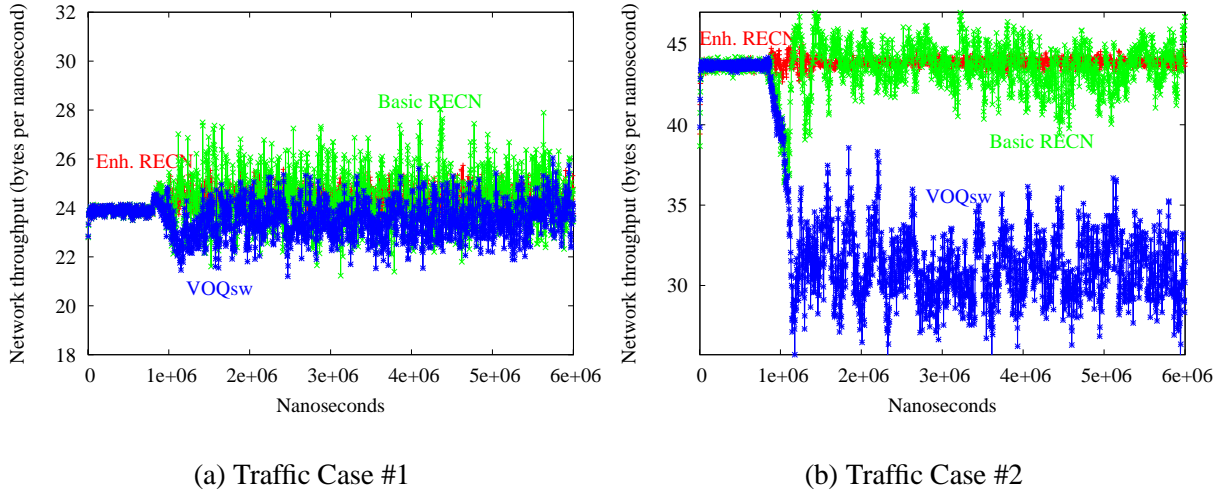 Network throughput (bytes per nanosecond)
32
30
28
26
24
22
20
18
Enh. RECN
Basic RECN
VOQsw
0
1e+06
2e+06
3e+06
4e+06
5e+06
6e+06
Nanoseconds
(a) Traffic Case #1
Network throughput (bytes per nanosecond)
45
40
35
30
Enh. RECN
Basic RECN
VOQsw
0
1e+06
2e+06
3e+06
4e+06
5e+06
6e+06
Nanoseconds
(b) Traffic Case #2